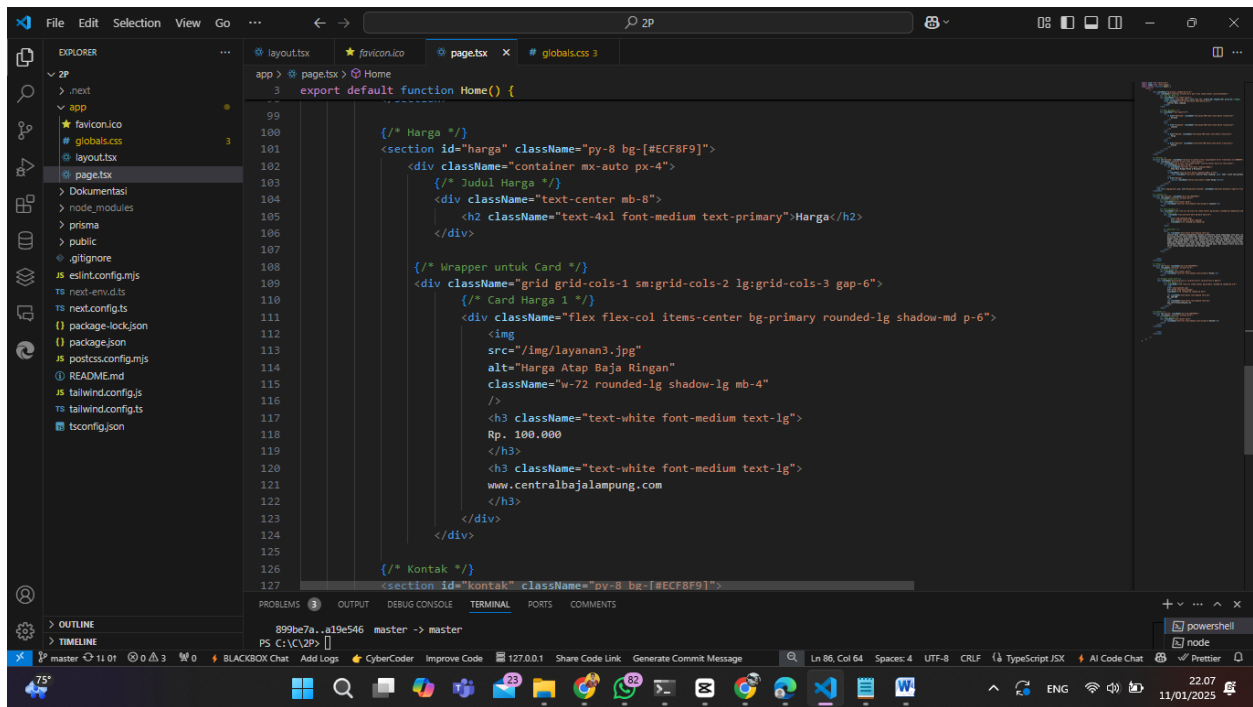 File Edit Selection View Go ··· 2P
EXPLORER ···
2P
.next
app
favicon.ico
globals.css 3
layout.tsx
page.tsx
Dokumentasi
node_modules
prisma
public
.gitignore
JS eslint.config.mjs
TS next-env.d.ts
TS next.config.ts
{} package-lock.json
{} package.json
JS postcss.config.mjs
README.md
JS tailwind.config.js
TS tailwind.config.ts
tsconfig.json
OUTLINE
TIMELINE
layout.tsx favicon.ico page.tsx # globals.css 3
app > page.tsx > Home
3 export default function Home() {
99
100 {/* Harga */}
101 <section id="harga" className="py-8 bg-[#ECF8F9]">
102 <div className="container mx-auto px-4">
103 {/* Judul Harga */}
104 <div className="text-center mb-8">
105 <h2 className="text-4xl font-medium text-primary">Harga</h2>
106 </div>
107
108 {/* Wrapper untuk Card */}
109 <div className="grid grid-cols-1 sm:grid-cols-2 lg:grid-cols-3 gap-6">
110 {/* Card Harga 1 */}
111 <div className="flex flex-col items-center bg-primary rounded-lg shadow-md p-6">
112 <img
113 src="/img/layanan3.jpg"
114 alt="Harga Atap Baja Ringan"
115 className="w-72 rounded-lg shadow-lg mb-4"
116 />
117 <h3 className="text-white font-medium text-lg">
118 Rp. 100.000
119 </h3>
120 <h3 className="text-white font-medium text-lg">
121 www.centralbajalampung.com
122 </h3>
123 </div>
124 </div>
125
126 {/* Kontak */}
127 <section id="kontak" className="py-8 bg-[#ECF8F9]">
PROBLEMS 3 OUTPUT DEBUG CONSOLE TERMINAL PORTS COMMENTS
899be7a..a19e546 master -> master
PS C:\C\2P>
powershell
node
master 1↓ 0↑ 0 3 0 BLACKBOX Chat Add Logs CyberCoder Improve Code 127.0.0.1 Share Code Link Generate Commit Message Ln 86, Col 64 Spaces: 4 UTF-8 CRLF TypeScript JSX AI Code Chat Prettier
75° 23 82 ENG 22.07
11/01/2025